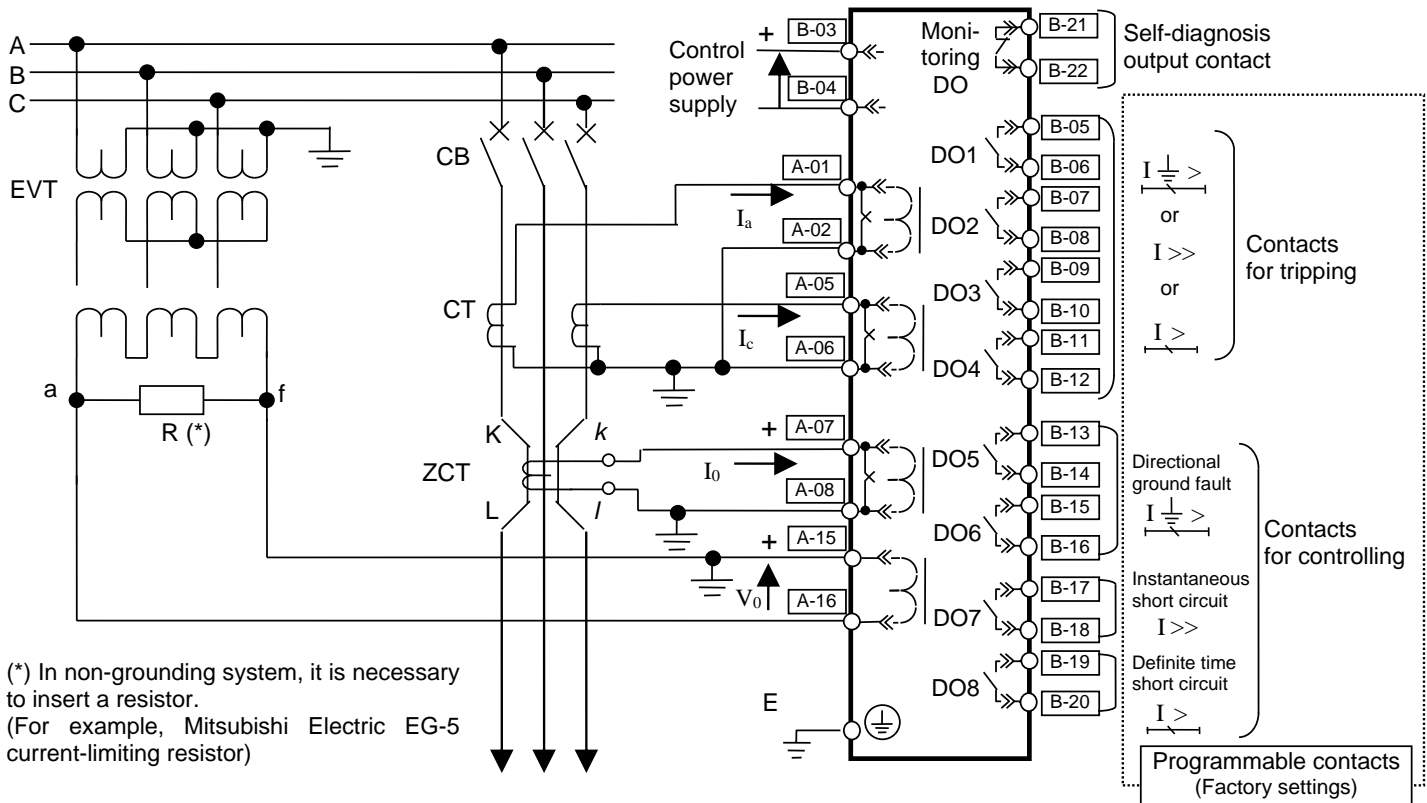 A
B
C
EVT
a
f
R (*)
(*) In non-grounding system, it is necessary
to insert a resistor.
(For example, Mitsubishi Electric EG-5
current-limiting resistor)
CB
CT
ZCT
K
k
L
l
Control
power
supply
+
B-03
B-04
A-01
Ia
A-02
A-05
Ic
A-06
+
A-07
I0
A-08
+
A-15
V0
A-16
E
Moni-
toring
DO
DO1
DO2
DO3
DO4
DO5
DO6
DO7
DO8
B-21
B-22
B-05
B-06
B-07
B-08
B-09
B-10
B-11
B-12
B-13
B-14
B-15
B-16
B-17
B-18
B-19
B-20
Self-diagnosis
output contact
I >
or
I >>
or
I >
Contacts
for tripping
Directional
ground fault
I >
Instantaneous
short circuit
I >>
Definite time
short circuit
I >
Contacts
for controlling
Programmable contacts
(Factory settings)